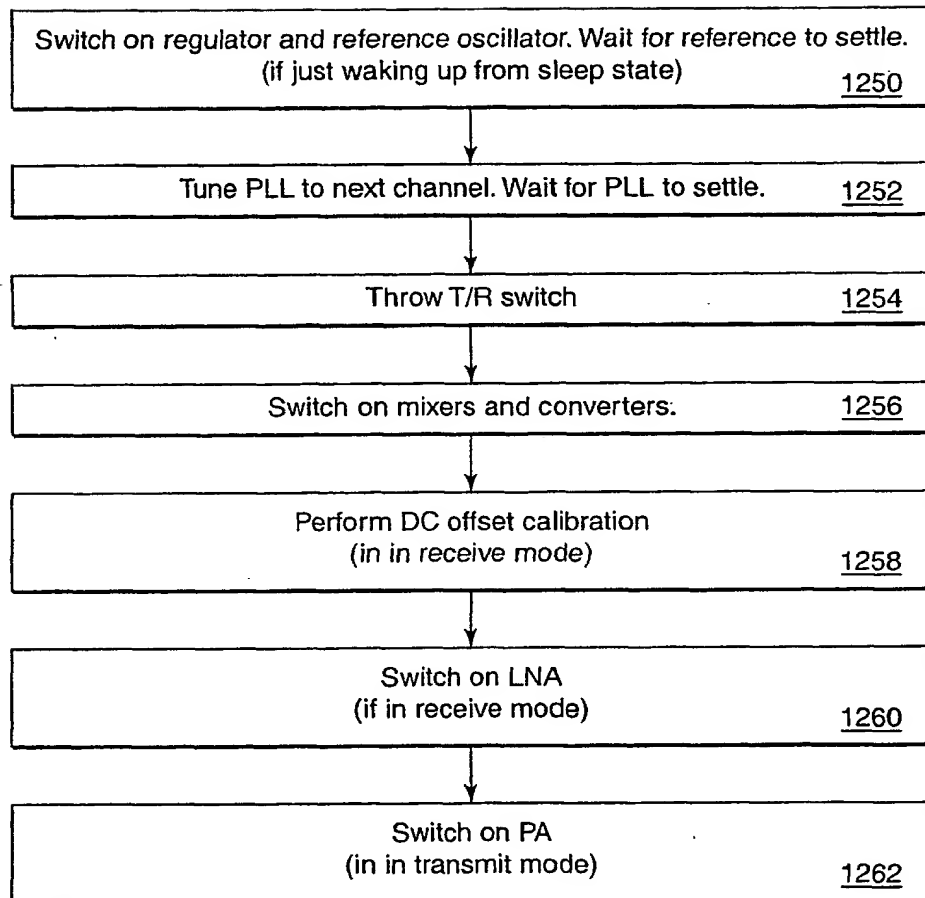 Switch on regulator and reference oscillator. Wait for reference to settle.
(if just waking up from sleep state)
1250
Tune PLL to next channel. Wait for PLL to settle.
1252
Throw T/R switch
1254
Switch on mixers and converters.
1256
Perform DC offset calibration
(in in receive mode)
1258
Switch on LNA
(if in receive mode)
1260
Switch on PA
(in in transmit mode)
1262